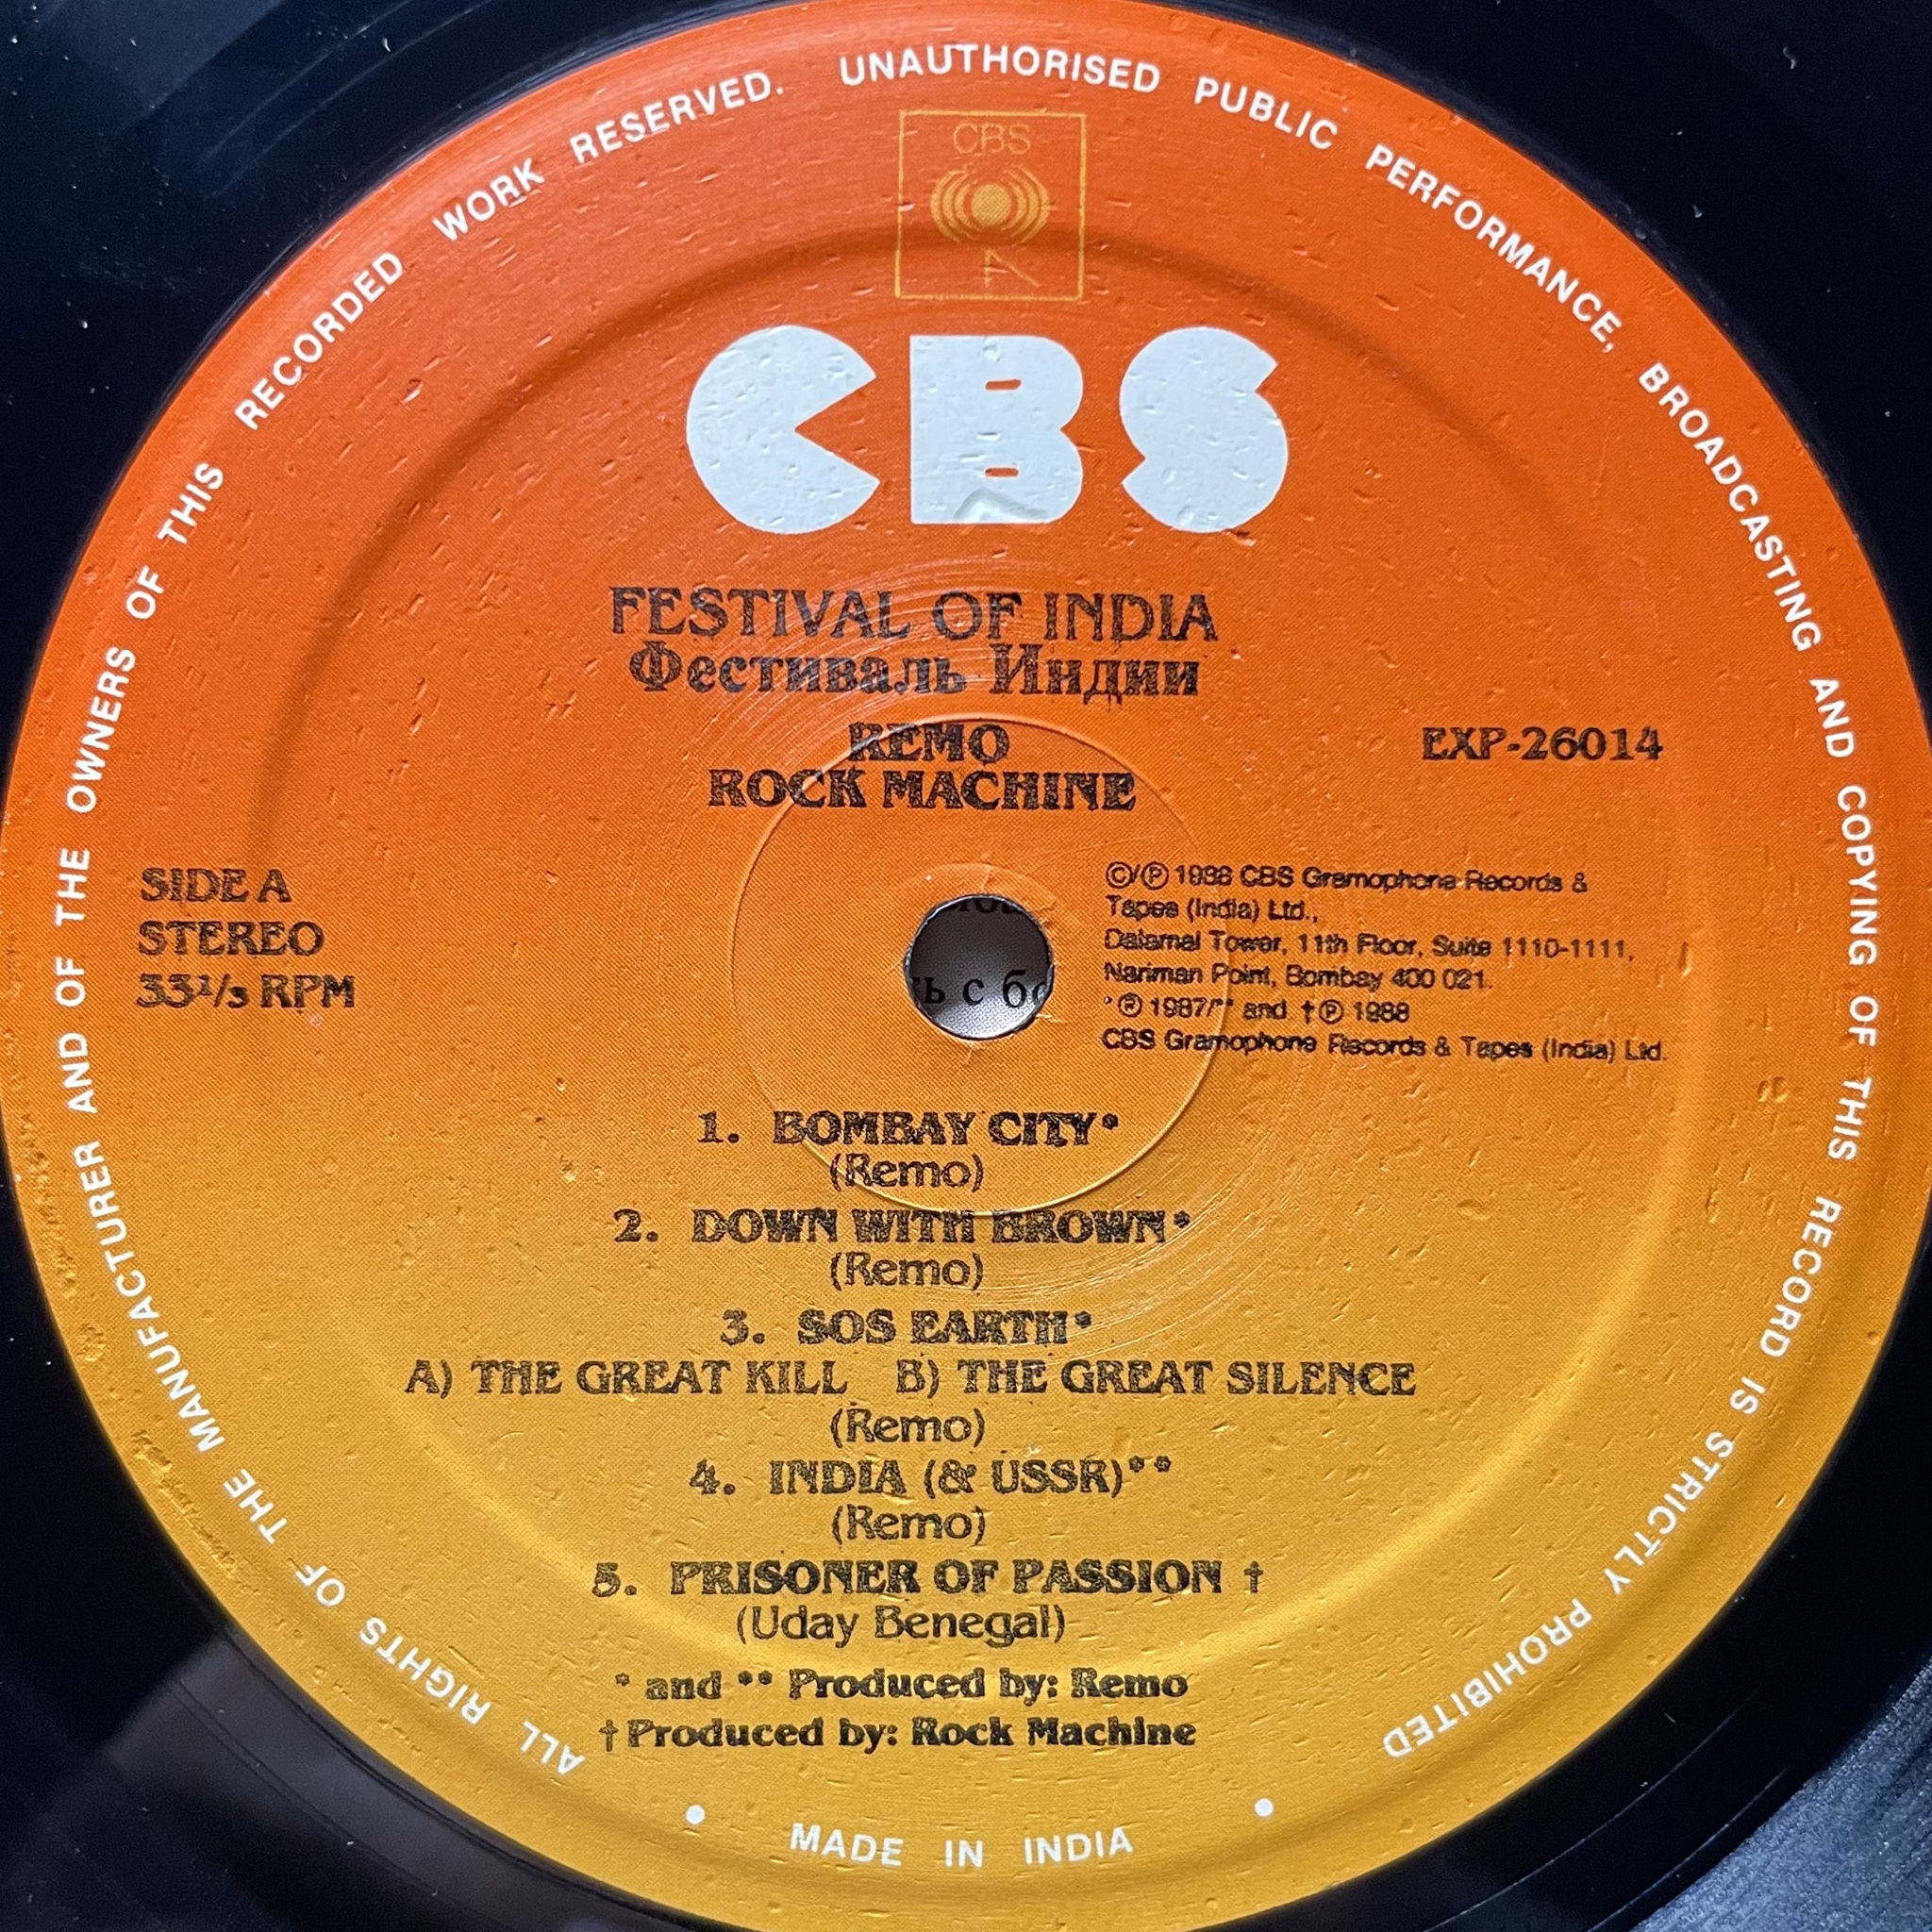 ALL RIGHTS OF THE MANUFACTURER AND OF THE OWNERS OF THIS RECORDED WORK RESERVED. UNAUTHORISED PUBLIC PERFORMANCE, BROADCASTING AND COPYING OF THIS RECORD IS STRICTLY PROHIBITED
CBS
CBS
FESTIVAL OF INDIA
Фестиваль Индии
REMO
ROCK MACHINE
EXP-26014
SIDE A
STEREO
33⅓ RPM
©/℗ 1988 CBS Gramophone Records &
Tapes (India) Ltd.,
Dalamal Tower, 11th Floor, Suite 1110-1111,
Nariman Point, Bombay 400 021.
*℗ 1987/** and †℗ 1988
CBS Gramophone Records & Tapes (India) Ltd.
ь с б
1. BOMBAY CITY*
(Remo)
2. DOWN WITH BROWN*
(Remo)
3. SOS EARTH*
A) THE GREAT KILL B) THE GREAT SILENCE
(Remo)
4. INDIA (& USSR)**
(Remo)
5. PRISONER OF PASSION †
(Uday Benegal)
* and ** Produced by: Remo
† Produced by: Rock Machine
• MADE IN INDIA •